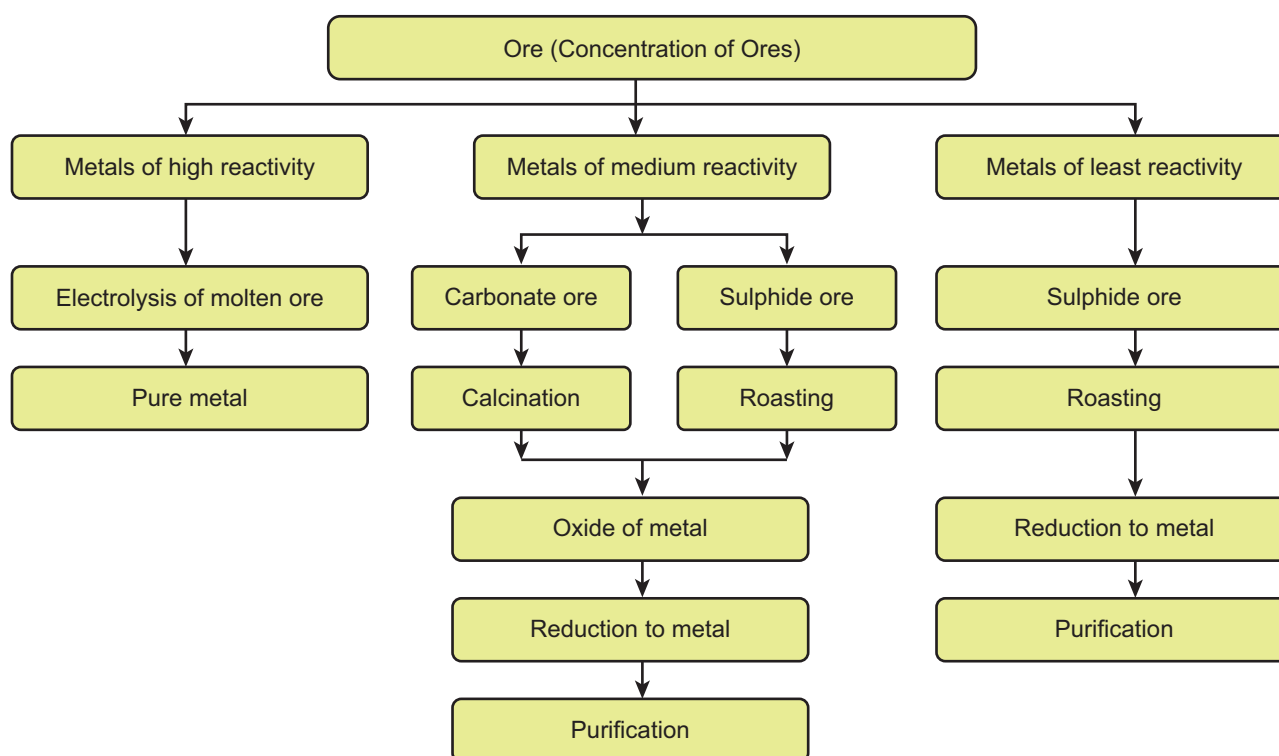 Ore (Concentration of Ores)
Metals of high reactivity
Metals of medium reactivity
Metals of least reactivity
Electrolysis of molten ore
Carbonate ore
Sulphide ore
Sulphide ore
Pure metal
Calcination
Roasting
Roasting
Oxide of metal
Reduction to metal
Reduction to metal
Purification
Purification